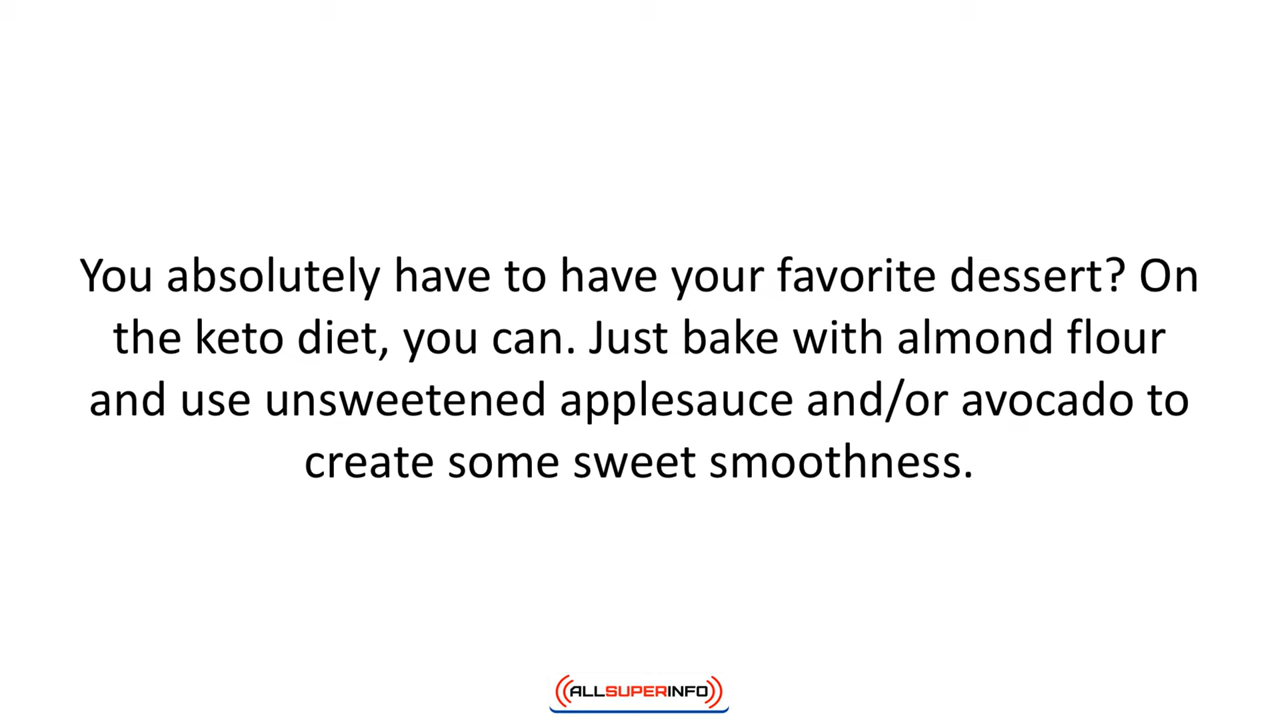 You absolutely have to have your favorite dessert? On
the keto diet, you can. Just bake with almond flour
and use unsweetened applesauce and/or avocado to
create some sweet smoothness.
ALLSUPERINFO